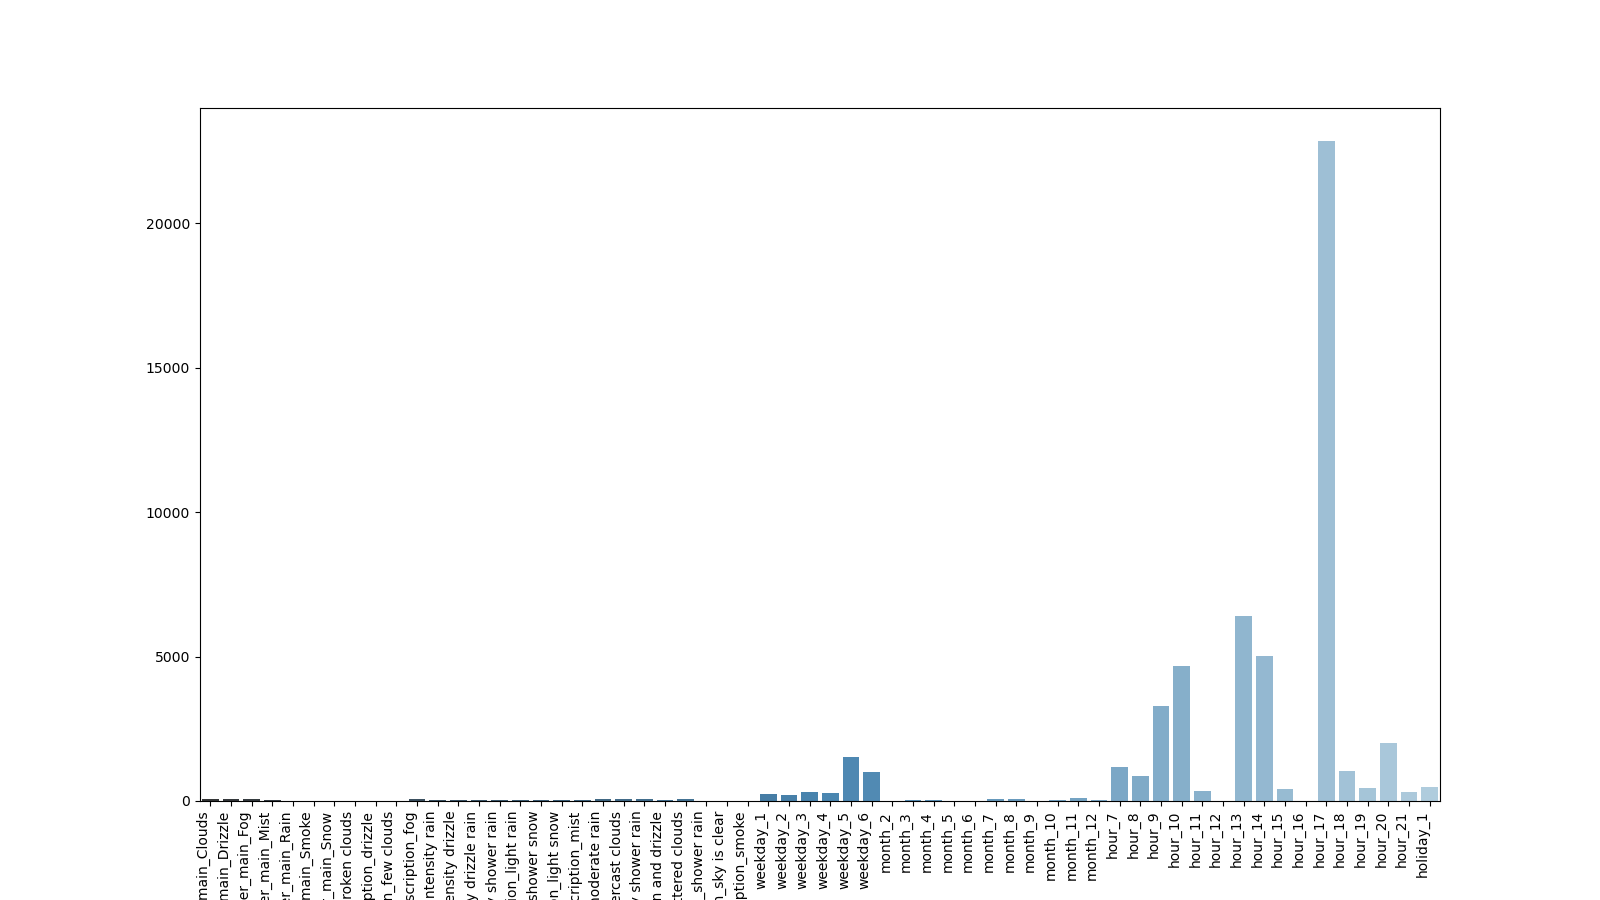 20000
15000
10000
5000
0
main_Clouds
main_Drizzle
er_main_Fog
er_main_Mist
er_main_Rain
main_Smoke
_main_Snow
roken clouds
ption_drizzle
n_few clouds
scription_fog
ntensity rain
ensity drizzle
y drizzle rain
shower rain
ion_light rain
shower snow
on_light snow
cription_mist
moderate rain
ercast clouds
shower rain
n and drizzle
ttered clouds
_shower rain
n_sky is clear
ption_smoke
weekday_1
weekday_2
weekday_3
weekday_4
weekday_5
weekday_6
month_2
month_3
month_4
month_5
month_6
month_7
month_8
month_9
month_10
month_11
month_12
hour_7
hour_8
hour_9
hour_10
hour_11
hour_12
hour_13
hour_14
hour_15
hour_16
hour_17
hour_18
hour_19
hour_20
hour_21
holiday_1